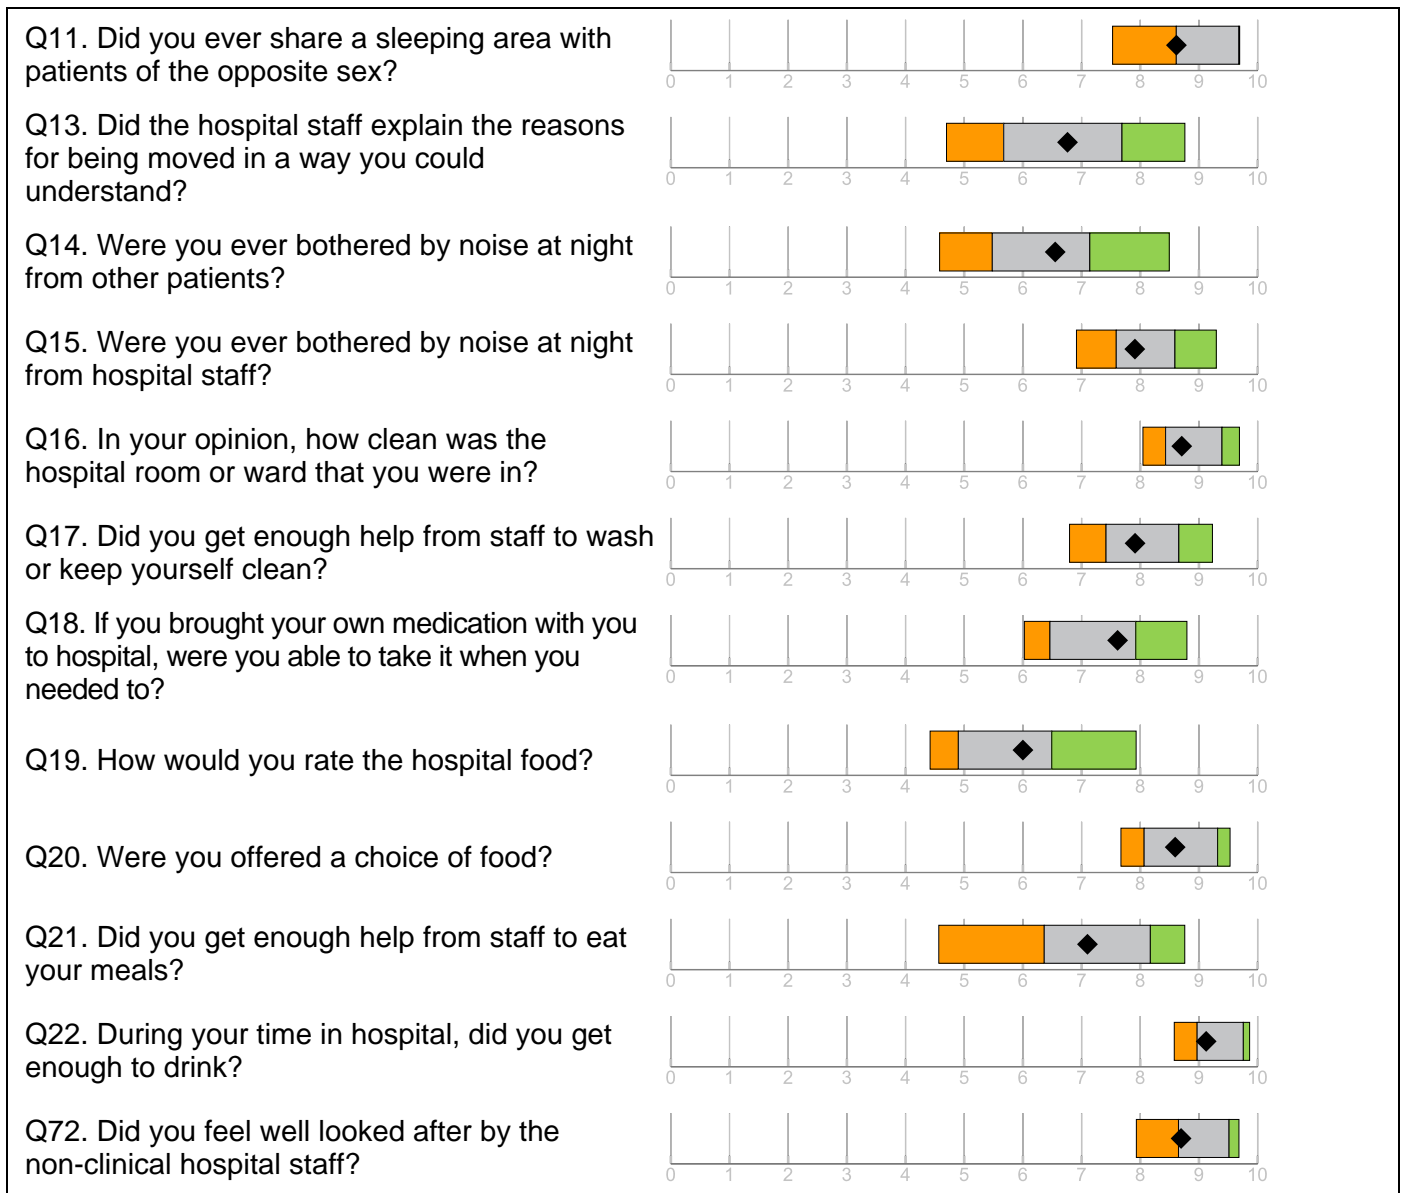 Q11. Did you ever share a sleeping area with
patients of the opposite sex?
0 1 2 3 4 5 6 7 8 9 10
Q13. Did the hospital staff explain the reasons
for being moved in a way you could
understand?
0 1 2 3 4 5 6 7 8 9 10
Q14. Were you ever bothered by noise at night
from other patients?
0 1 2 3 4 5 6 7 8 9 10
Q15. Were you ever bothered by noise at night
from hospital staff?
0 1 2 3 4 5 6 7 8 9 10
Q16. In your opinion, how clean was the
hospital room or ward that you were in?
0 1 2 3 4 5 6 7 8 9 10
Q17. Did you get enough help from staff to wash
or keep yourself clean?
0 1 2 3 4 5 6 7 8 9 10
Q18. If you brought your own medication with you
to hospital, were you able to take it when you
needed to?
0 1 2 3 4 5 6 7 8 9 10
Q19. How would you rate the hospital food?
0 1 2 3 4 5 6 7 8 9 10
Q20. Were you offered a choice of food?
0 1 2 3 4 5 6 7 8 9 10
Q21. Did you get enough help from staff to eat
your meals?
0 1 2 3 4 5 6 7 8 9 10
Q22. During your time in hospital, did you get
enough to drink?
0 1 2 3 4 5 6 7 8 9 10
Q72. Did you feel well looked after by the
non-clinical hospital staff?
0 1 2 3 4 5 6 7 8 9 10